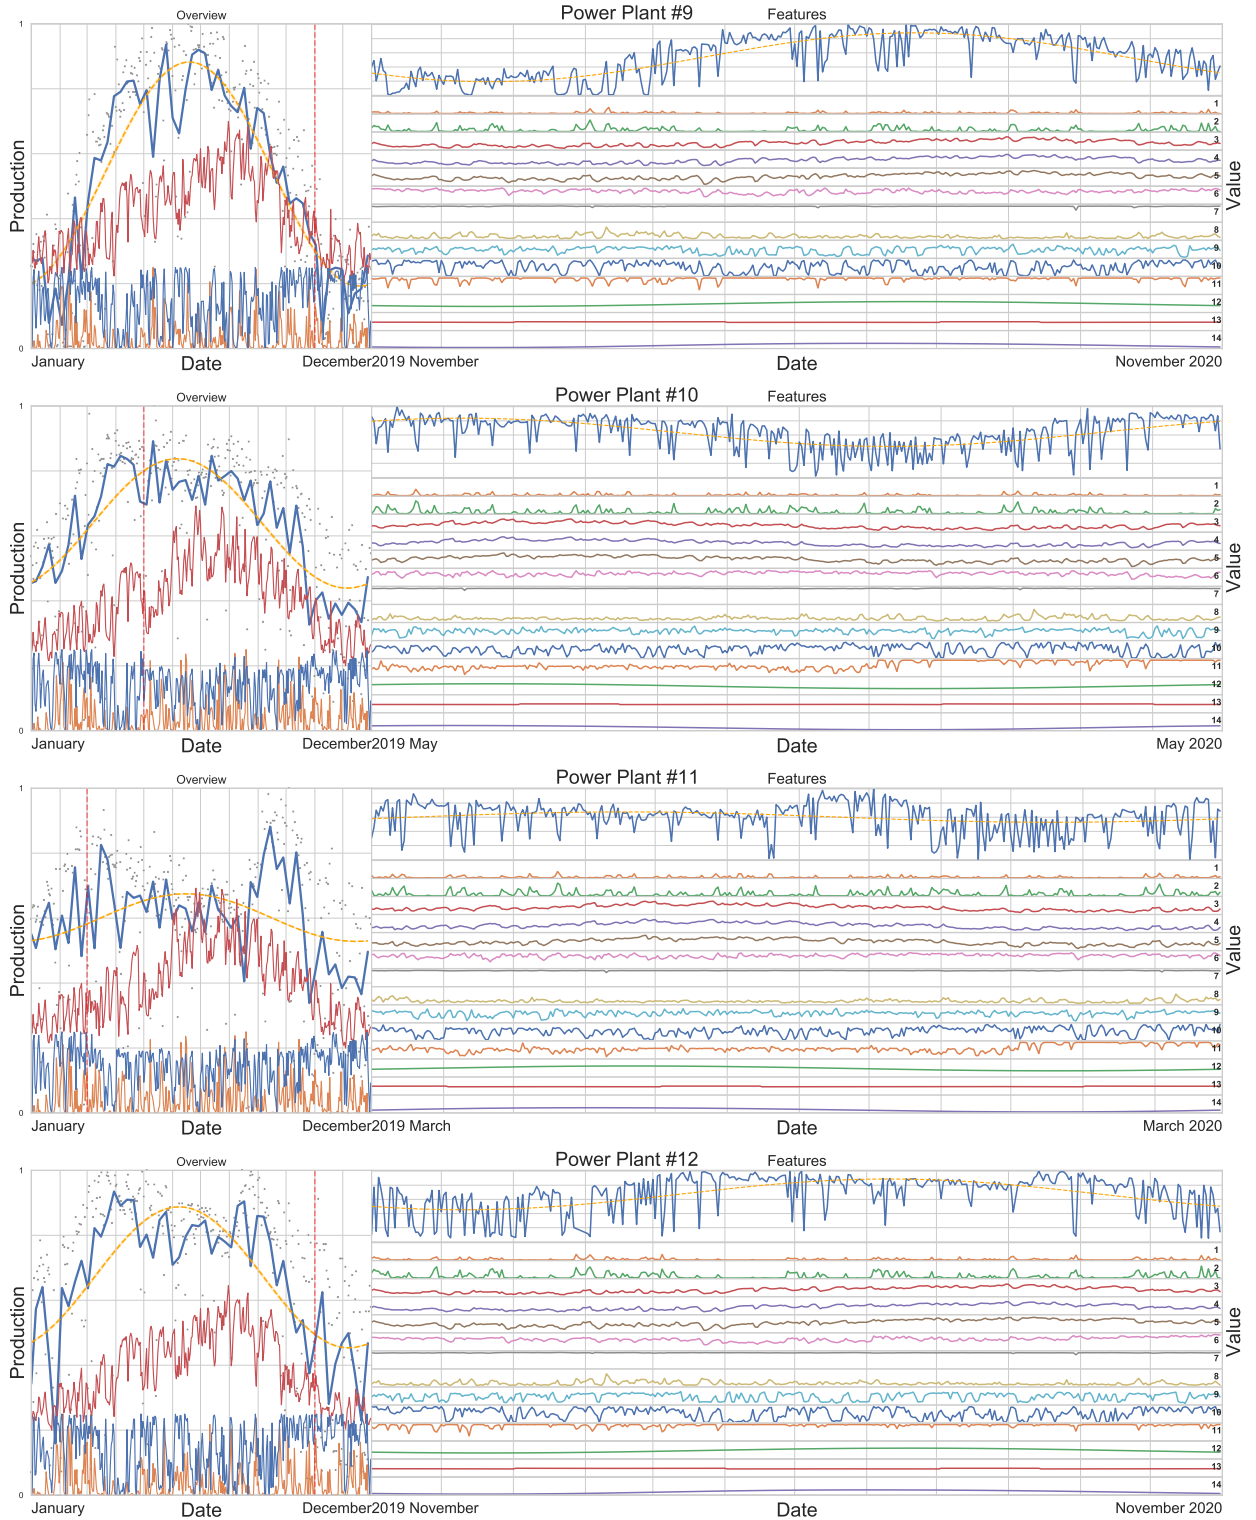 Power Plant #9
Overview
Features
1
0
Production
January
Date
December
2019 November
Date
November 2020
Value
1
2
3
4
5
6
7
8
9
10
11
12
13
14
Power Plant #10
Overview
Features
1
0
Production
January
Date
December
2019 May
Date
May 2020
Value
1
2
3
4
5
6
7
8
9
10
11
12
13
14
Power Plant #11
Overview
Features
1
0
Production
January
Date
December
2019 March
Date
March 2020
Value
1
2
3
4
5
6
7
8
9
10
11
12
13
14
Power Plant #12
Overview
Features
1
0
Production
January
Date
December
2019 November
Date
November 2020
Value
1
2
3
4
5
6
7
8
9
10
11
12
13
14